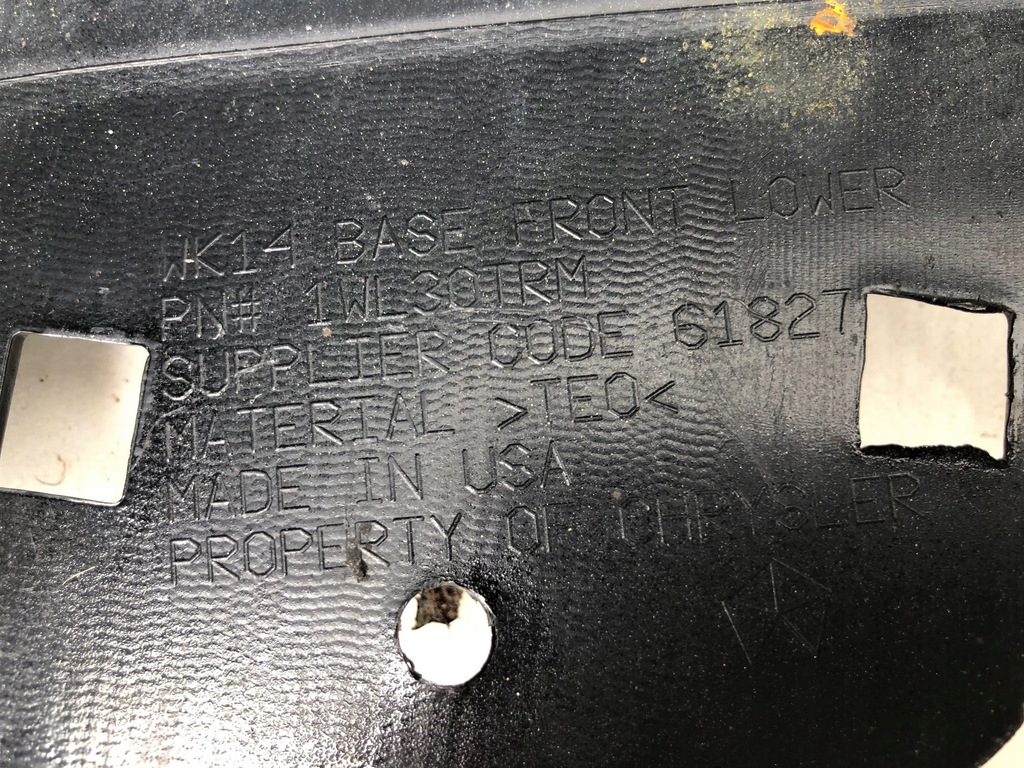 WK14 BASE FRONT LOWER
PN# 1WL30TRM
SUPPLIER CODE 61827
MATERIAL >TEO<
MADE IN USA
PROPERTY OF CHRYSLER